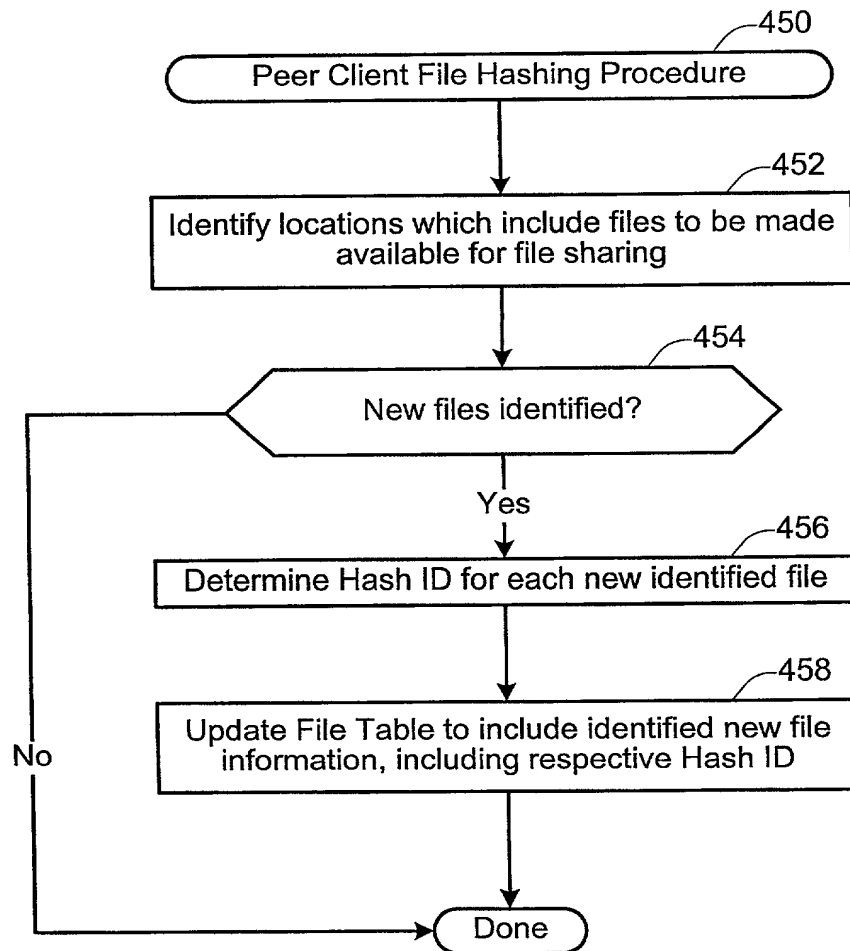 450
Peer Client File Hashing Procedure
452
Identify locations which include files to be made
available for file sharing
454
New files identified?
Yes
456
Determine Hash ID for each new identified file
458
Update File Table to include identified new file
information, including respective Hash ID
No
Done